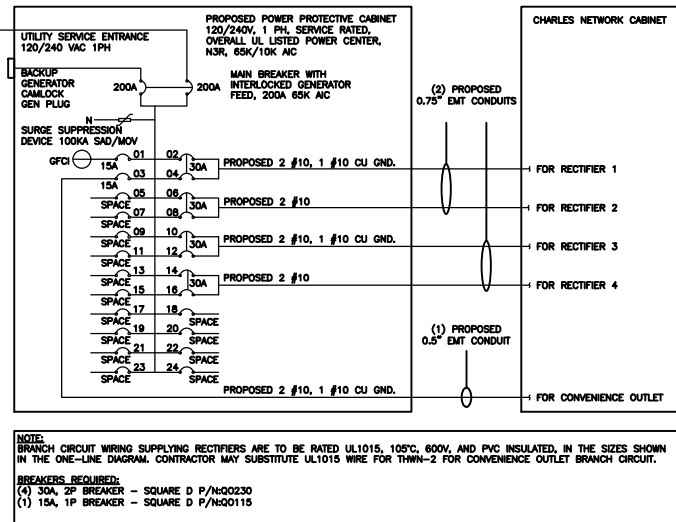 PROPOSED POWER PROTECTIVE CABINET
120/240V, 1 PH, SERVICE RATED,
OVERALL UL LISTED POWER CENTER,
N3R, 65K/10K AIC
CHARLES NETWORK CABINET
UTILITY SERVICE ENTRANCE
120/240 VAC 1PH
BACKUP
GENERATOR
CAMLOCK
GEN PLUG
200A
200A
MAIN BREAKER WITH
INTERLOCKED GENERATOR
FEED, 200A 65K AIC
(2) PROPOSED
0.75" EMT CONDUITS
N
SURGE SUPPRESSION
DEVICE 100KA SAD/MOV
GFCI
15A
01
02
30A
PROPOSED 2 #10, 1 #10 CU GND.
FOR RECTIFIER 1
15A
03
04
SPACE
05
06
30A
PROPOSED 2 #10
FOR RECTIFIER 2
SPACE
07
08
SPACE
09
10
30A
PROPOSED 2 #10, 1 #10 CU GND.
FOR RECTIFIER 3
SPACE
11
12
SPACE
13
14
30A
PROPOSED 2 #10
FOR RECTIFIER 4
SPACE
15
16
SPACE
17
18
SPACE
SPACE
19
20
SPACE
SPACE
21
22
SPACE
SPACE
23
24
SPACE
(1) PROPOSED
0.5" EMT CONDUIT
PROPOSED 2 #10, 1 #10 CU GND.
FOR CONVENIENCE OUTLET
NOTE:
BRANCH CIRCUIT WIRING SUPPLYING RECTIFIERS ARE TO BE RATED UL1015, 105°C, 600V, AND PVC INSULATED, IN THE SIZES SHOWN
IN THE ONE-LINE DIAGRAM. CONTRACTOR MAY SUBSTITUTE UL1015 WIRE FOR THWN-2 FOR CONVENIENCE OUTLET BRANCH CIRCUIT.
BREAKERS REQUIRED:
(4) 30A, 2P BREAKER - SQUARE D P/N:QO230
(1) 15A, 1P BREAKER - SQUARE D P/N:QO115